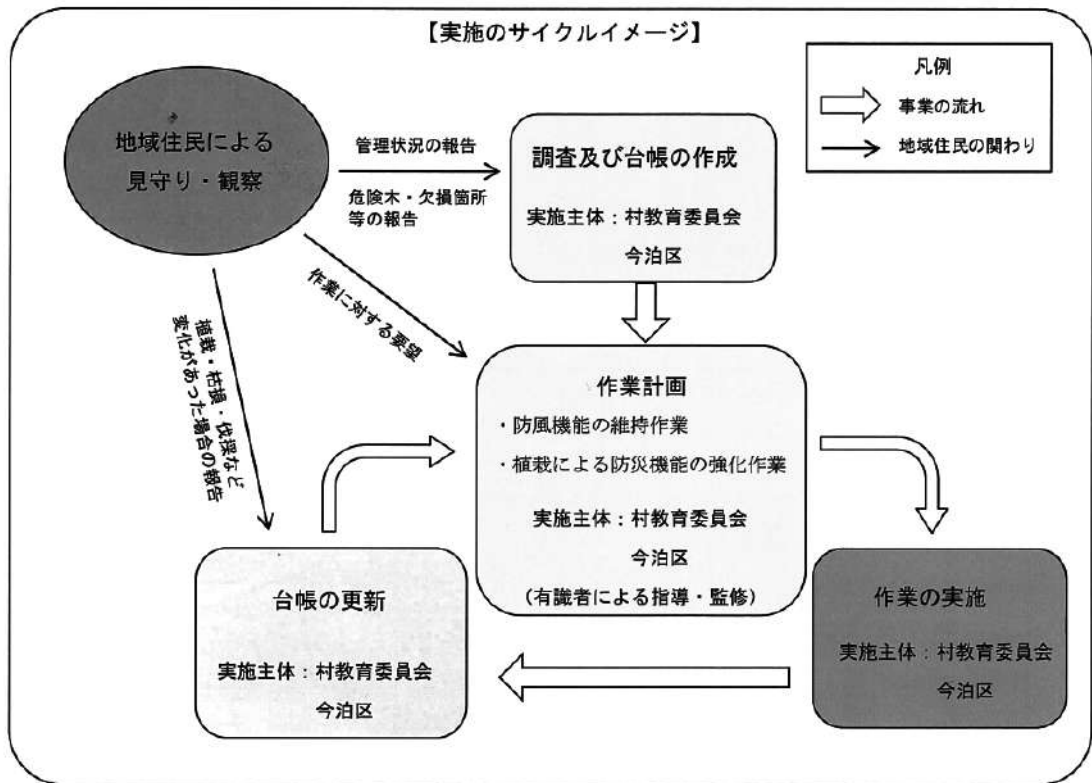 【実施のサイクルイメージ】
凡例
事業の流れ
地域住民の関わり
地域住民による
見守り・観察
管理状況の報告
危険木・欠損箇所
等の報告
作業に対する要望
植栽・枯損・伐採など
変化があった場合の報告
調査及び台帳の作成
実施主体：村教育委員会
今泊区
作業計画
・防風機能の維持作業
・植栽による防災機能の強化作業
実施主体：村教育委員会
今泊区
（有識者による指導・監修）
作業の実施
実施主体：村教育委員会
今泊区
台帳の更新
実施主体：村教育委員会
今泊区